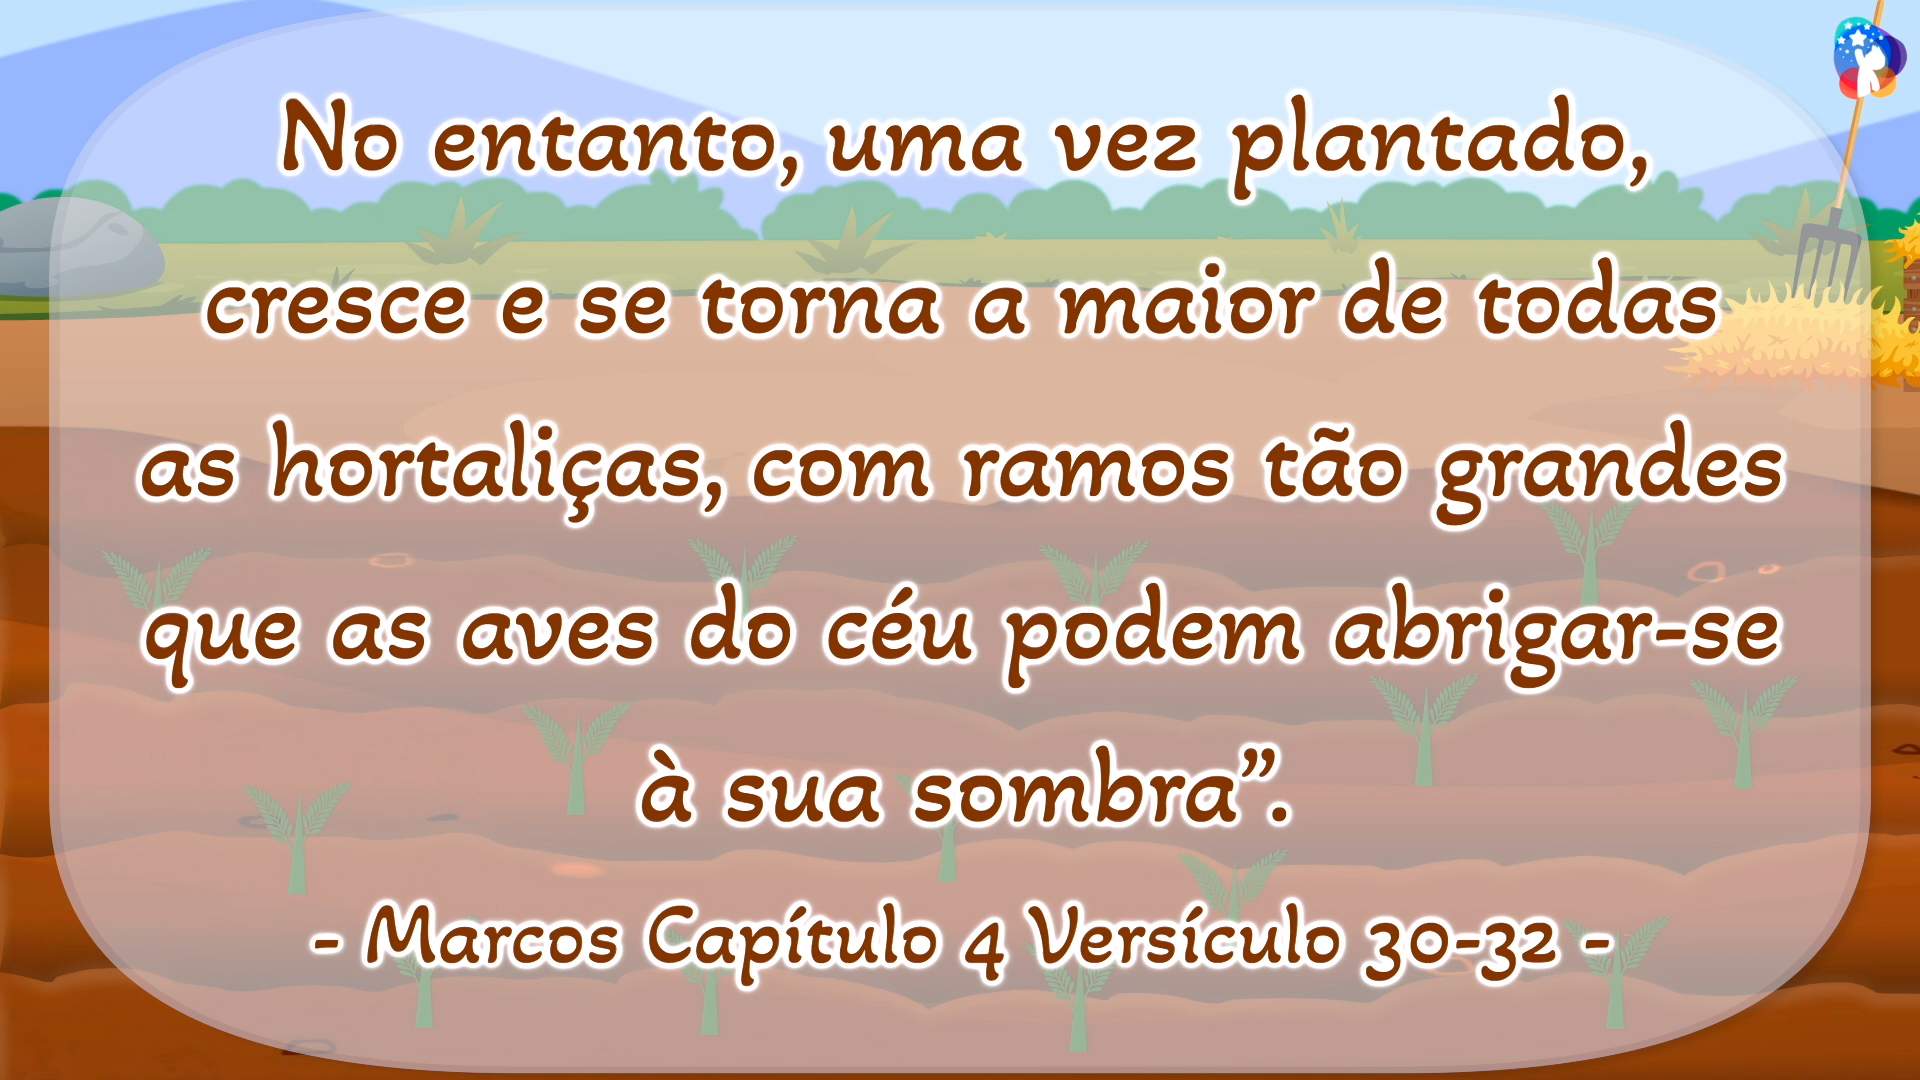 No entanto, uma vez plantado,
cresce e se torna a maior de todas
as hortaliças, com ramos tão grandes
que as aves do céu podem abrigar-se
à sua sombra”.
- Marcos Capítulo 4 Versículo 30-32 -